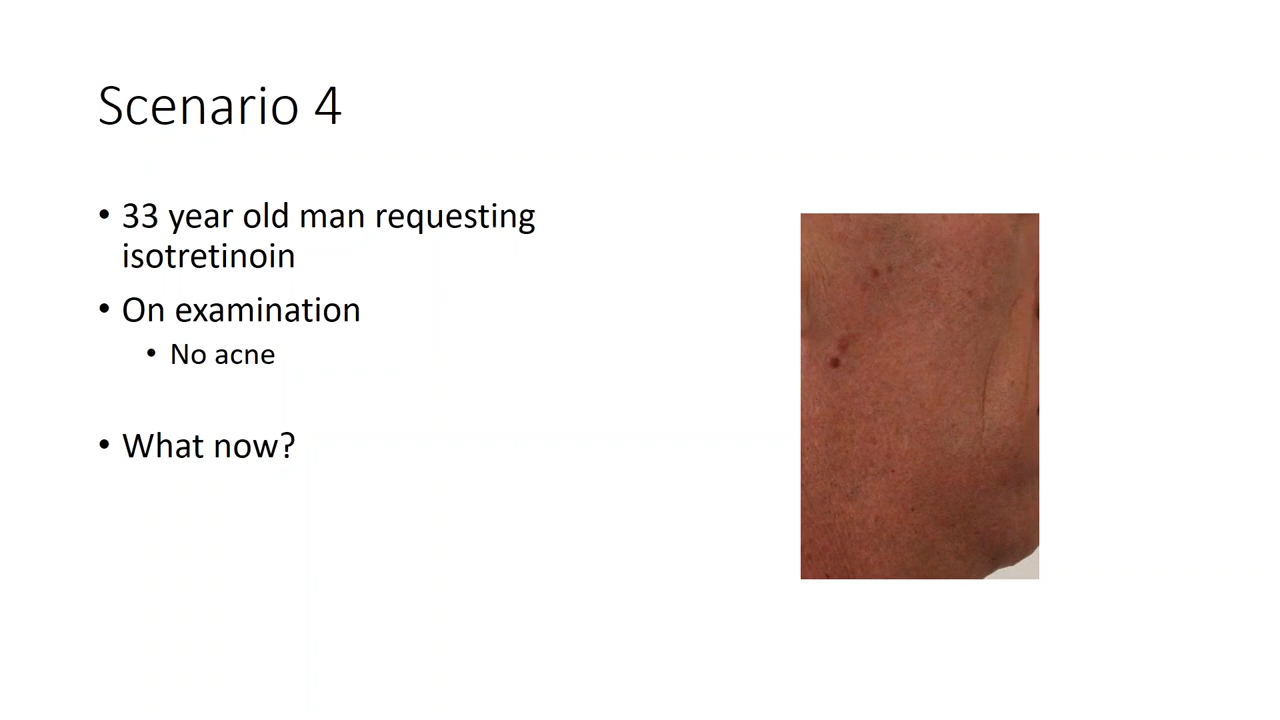 Scenario 4
• 33 year old man requesting
isotretinoin
• On examination
• No acne
• What now?